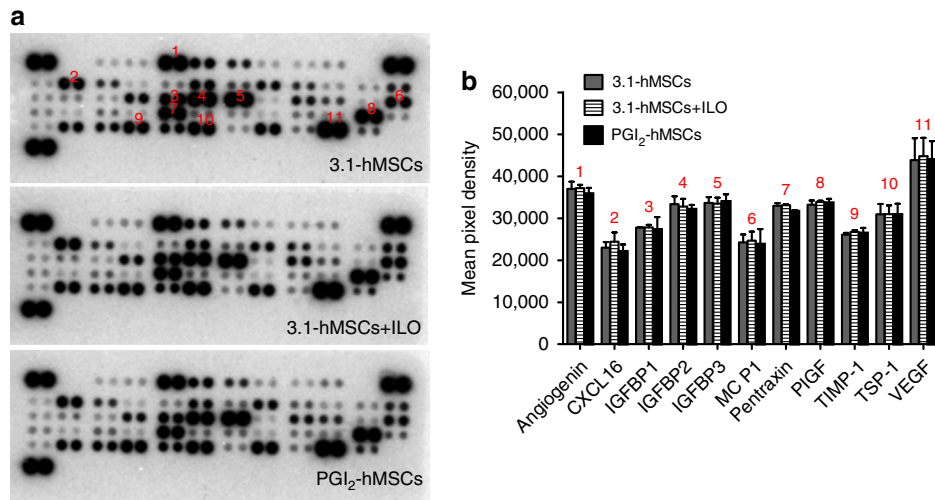 a
1
2
3 4 5 6
7 8
9 10 11
3.1-hMSCs
3.1-hMSCs+ILO
PGI₂-hMSCs
b
3.1-hMSCs
3.1-hMSCs+ILO
PGI₂-hMSCs
Mean pixel density
60,000
50,000
40,000
30,000
20,000
10,000
0
1 2 3 4 5 6 7 8 9 10 11
Angiogenin CXCL16 IGFBP1 IGFBP2 IGFBP3 MC P1 Pentraxin PlGF TIMP-1 TSP-1 VEGF